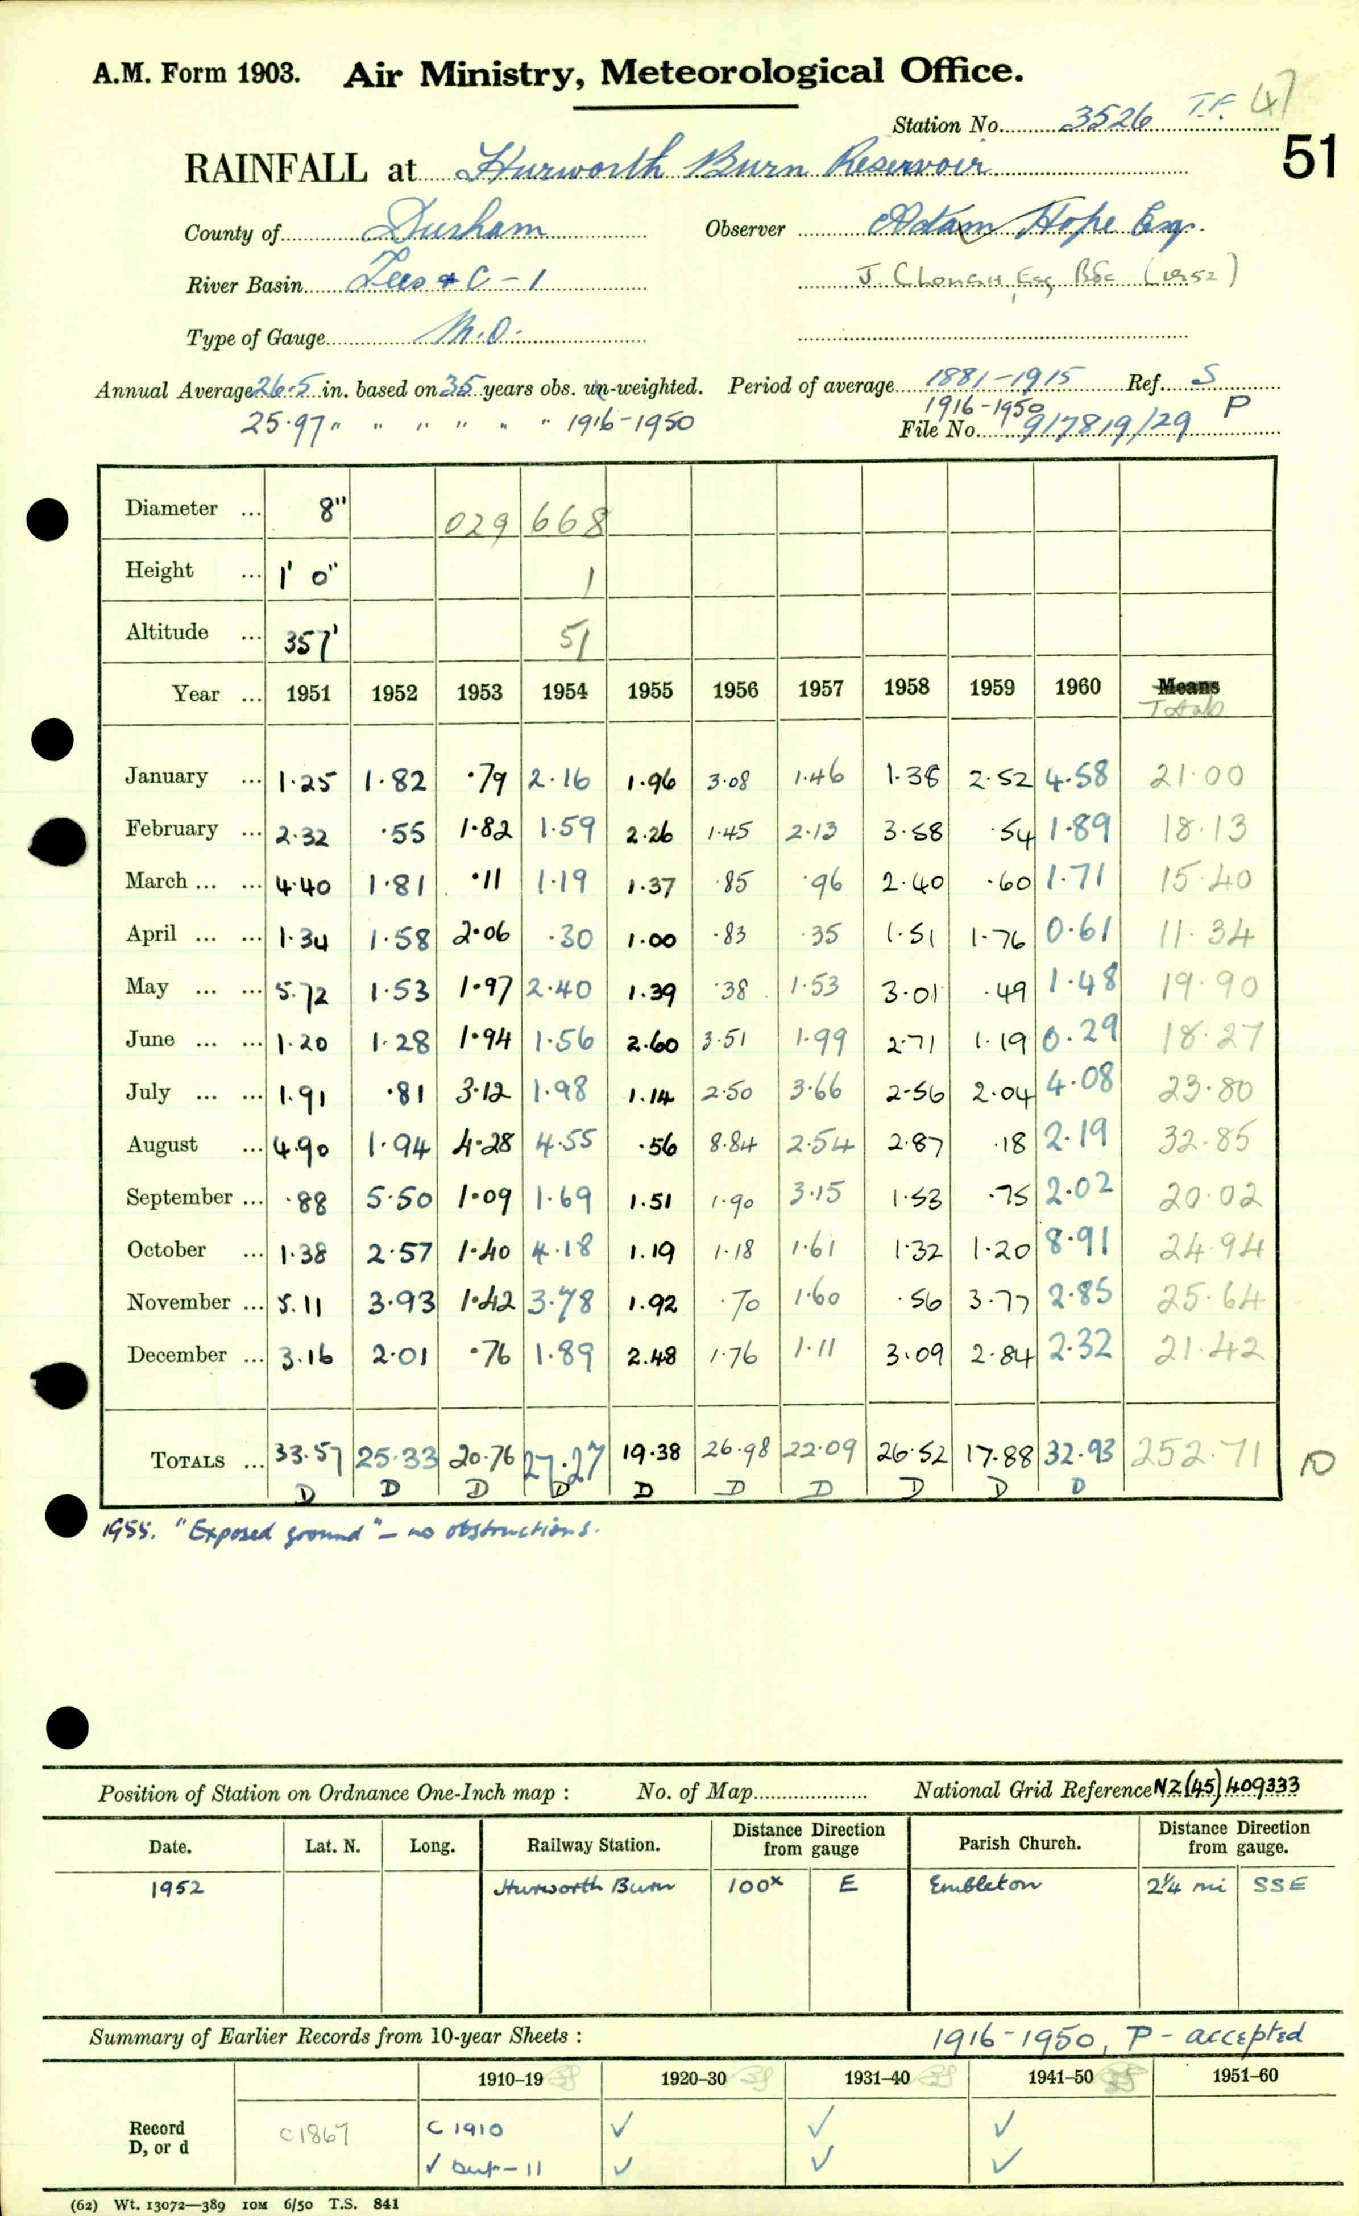 A.M. Form 1903. Air Ministry, Meteorological Office.
Station No. 3526 T.F. 47
51
RAINFALL at Hurworth Burn Reservoir
County of Durham Observer Adam Hope Esq.
River Basin Tees & C - 1 J. Clough Esq BSc (1952)
Type of Gauge M.O.
Annual Average 26.5 in. based on 35 years obs. un-weighted. Period of average 1881-1915 Ref. S
25.97 " " " " " " 1916-1950 1916-1950 P
File No. 917819/29
Diameter ... 8" 029 668
Height ... 1' 0" 1
Altitude ... 357' 51
Year ... 1951 1952 1953 1954 1955 1956 1957 1958 1959 1960 Means
Totals
January ... 1.25 1.82 .79 2.16 1.96 3.08 1.46 1.38 2.52 4.58 21.00
February ... 2.32 .55 1.82 1.59 2.26 1.45 2.13 3.58 .54 1.89 18.13
March ... ... 4.40 1.81 .11 1.19 1.37 .85 .96 2.40 .60 1.71 15.40
April ... ... 1.34 1.58 2.06 .30 1.00 .83 .35 1.51 1.76 0.61 11.34
May ... ... 5.72 1.53 1.97 2.40 1.39 .38 1.53 3.01 .49 1.48 19.90
June ... ... 1.20 1.28 1.94 1.56 2.60 3.51 1.99 2.71 1.19 0.29 18.27
July ... ... 1.91 .81 3.12 1.98 1.14 2.50 3.66 2.56 2.04 4.08 23.80
August ... 4.90 1.94 4.28 4.55 .56 8.84 2.54 2.87 .18 2.19 32.85
September ... .88 5.50 1.09 1.69 1.51 1.90 3.15 1.53 .75 2.02 20.02
October ... 1.38 2.57 1.40 4.18 1.19 1.18 1.61 1.32 1.20 8.91 24.94
November ... 5.11 3.93 1.42 3.78 1.92 .70 1.60 .56 3.77 2.85 25.64
December ... 3.16 2.01 .76 1.89 2.48 1.76 1.11 3.09 2.84 2.32 21.42
TOTALS ... 33.57 25.33 20.76 27.27 19.38 26.98 22.09 26.52 17.88 32.93 252.71 10
D D D D D D D D D D
1955. "Exposed ground" - no obstructions.
Position of Station on Ordnance One-Inch map : No. of Map National Grid Reference NZ(45)409333
Date. Lat. N. Long. Railway Station. Distance Direction from gauge Parish Church. Distance Direction from gauge.
1952 Hurworth Burn 100x E Embleton 2¼ mi SSE
Summary of Earlier Records from 10-year Sheets : 1916-1950, P - accepted
1910-19 1920-30 1931-40 1941-50 1951-60
Record C1867 C 1910 ✓ ✓ ✓
D, or d ✓ ✓ ✓ ✓
(62) Wt. 13072—389 10M 6/50 T.S. 841